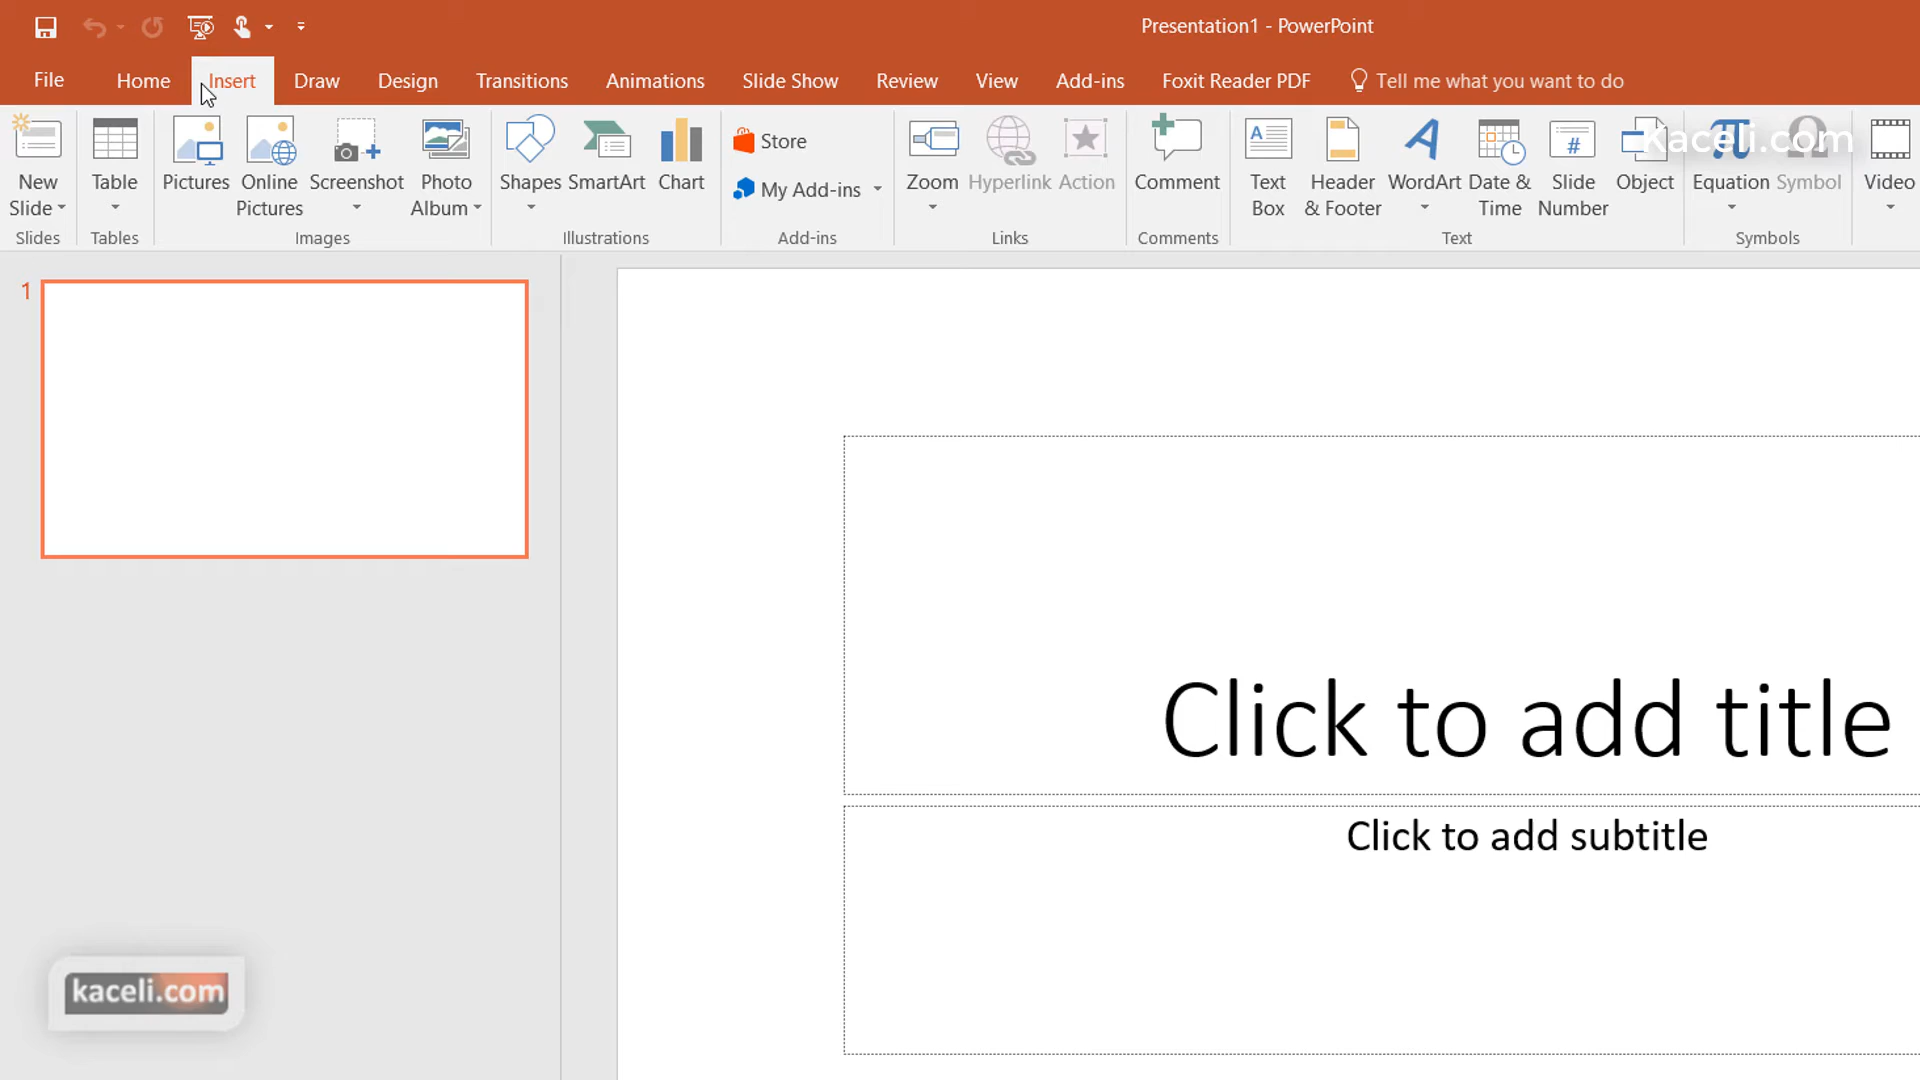 Presentation1 - PowerPoint
File Home Insert Draw Design Transitions Animations Slide Show Review View Add-ins Foxit Reader PDF Tell me what you want to do
Kaceli.com
New Slide
Table
Pictures
Online Pictures
Screenshot
Photo Album
Shapes
SmartArt
Chart
Store
My Add-ins
Zoom
Hyperlink
Action
Comment
A
Text Box
Header & Footer
A
WordArt
Date & Time
#
Slide Number
Object
π
Equation
Ω
Symbol
Video
Slides Tables Images Illustrations Add-ins Links Comments Text Symbols
1
Click to add title
Click to add subtitle
kaceli.com